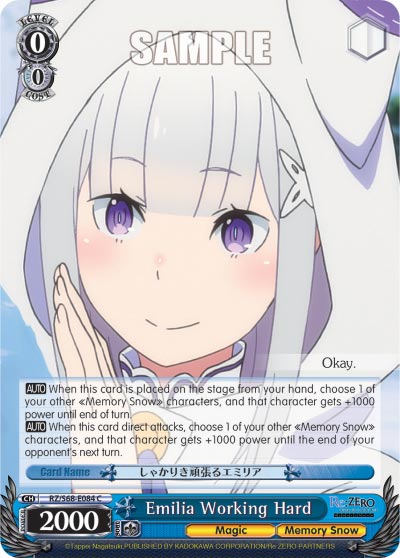 LEVEL
0
0
COST
SAMPLE
Okay.
AUTO When this card is placed on the stage from your hand, choose 1 of
your other «Memory Snow» characters, and that character gets +1000
power until end of turn.
AUTO When this card direct attacks, choose 1 of your other «Memory Snow»
characters, and that character gets +1000 power until the end of your
opponent's next turn.
Card Name
しゃかりき頑張るエミリア
CH RZ/S68-E084 C
POWER
2000
SOUL
Emilia Working Hard
Re:ZERO
Magic
Memory Snow
©Tappei Nagatsuki,PUBLISHED BY KADOKAWA CORPORATION/Re:ZERO PARTNERS